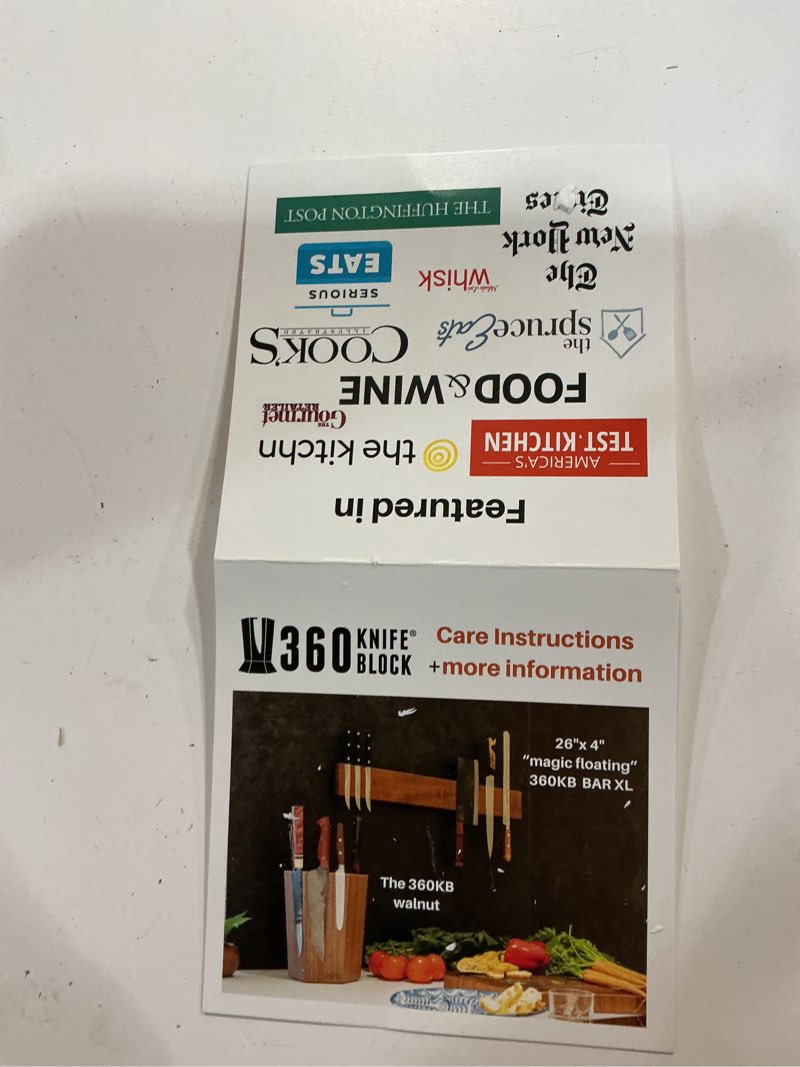 Featured in
AMERICA'S
TEST KITCHEN
the kitchn
THE
Gourmet
RETAILER
FOOD&WINE
the
spruceEats
COOK'S
ILLUSTRATED
SERIOUS
EATS
whisk
The
New York
Times
THE HUFFINGTON POST
360 KNIFE®
BLOCK
Care Instructions
+more information
26"x 4"
"magic floating"
360KB BAR XL
The 360KB
walnut